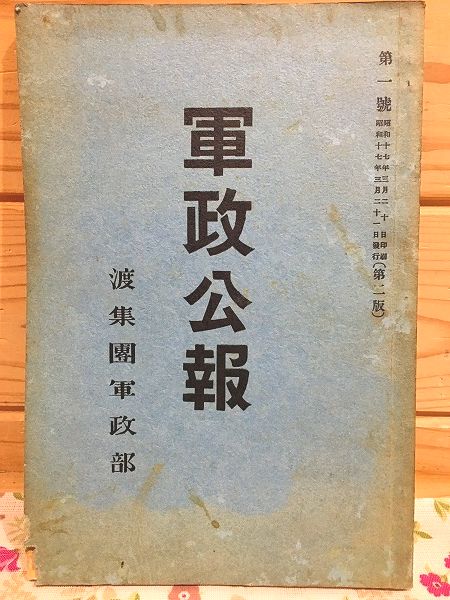 第一號
昭和十七年三月二十日印刷
昭和十七年三月二十一日發行
(第二版)
軍政公報
渡集團軍政部